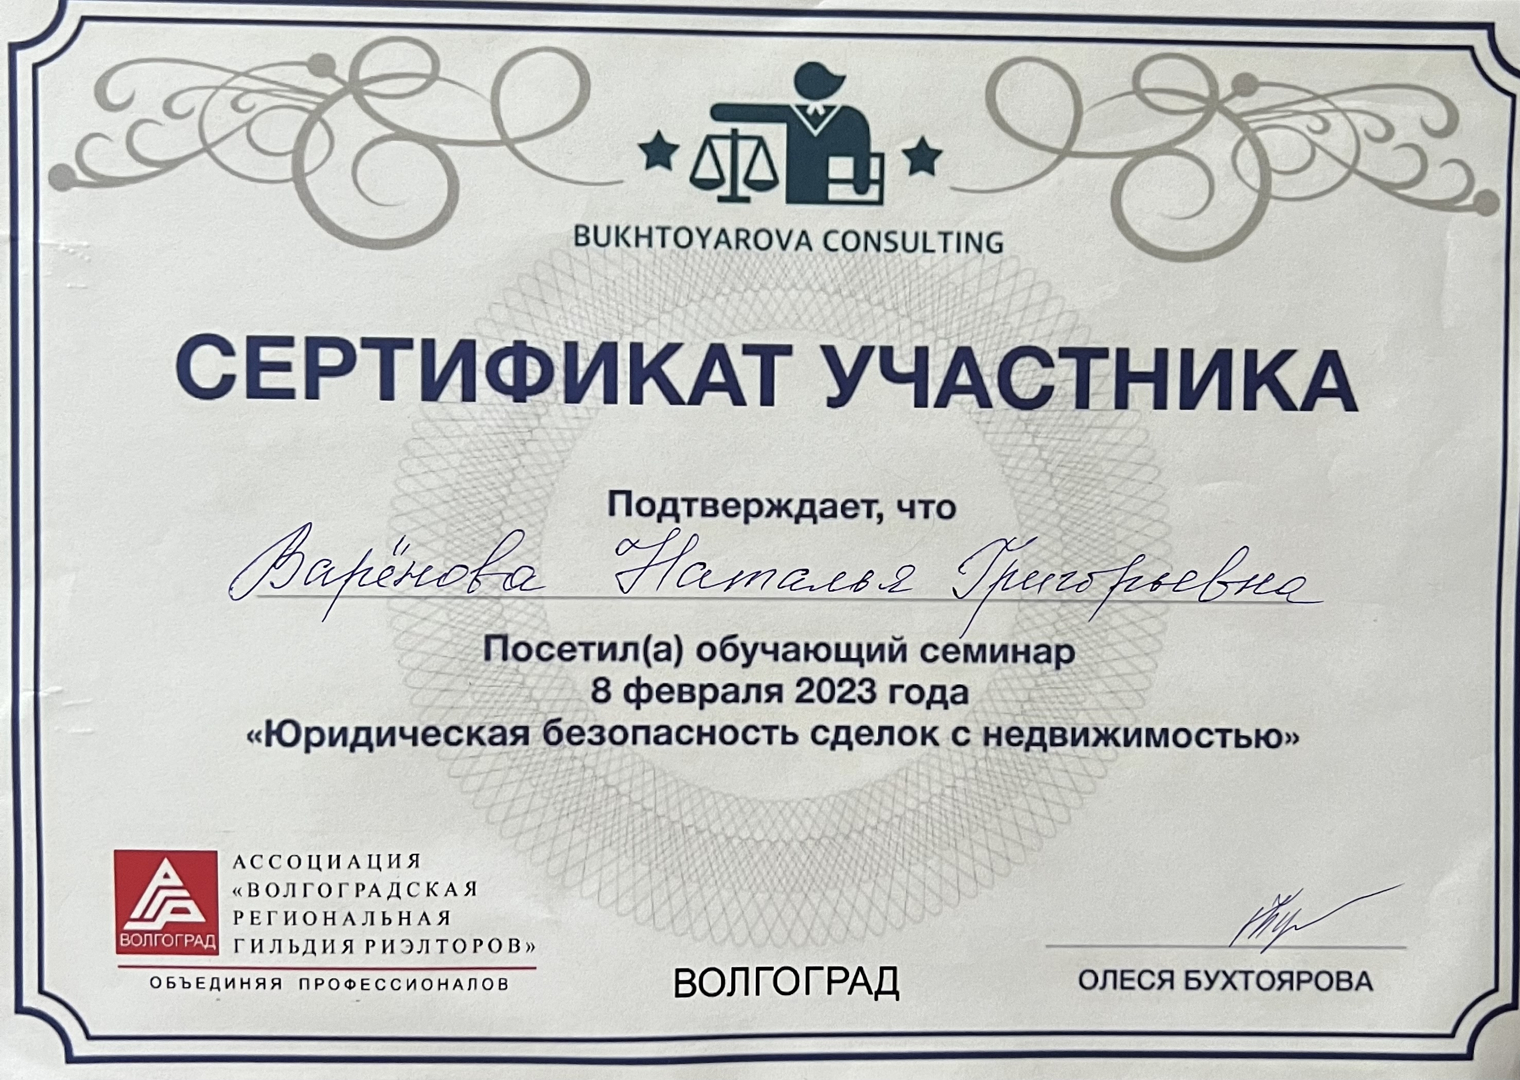 BUKHTOYAROVA CONSULTING
СЕРТИФИКАТ УЧАСТНИКА
Подтверждает, что
Варёнова Наталья Григорьевна
Посетил(а) обучающий семинар
8 февраля 2023 года
«Юридическая безопасность сделок с недвижимостью»
АССОЦИАЦИЯ
«ВОЛГОГРАДСКАЯ
РЕГИОНАЛЬНАЯ
ГИЛЬДИЯ РИЭЛТОРОВ»
ВОЛГОГРАД
ОБЪЕДИНЯЯ ПРОФЕССИОНАЛОВ
ВОЛГОГРАД
ОЛЕСЯ БУХТОЯРОВА